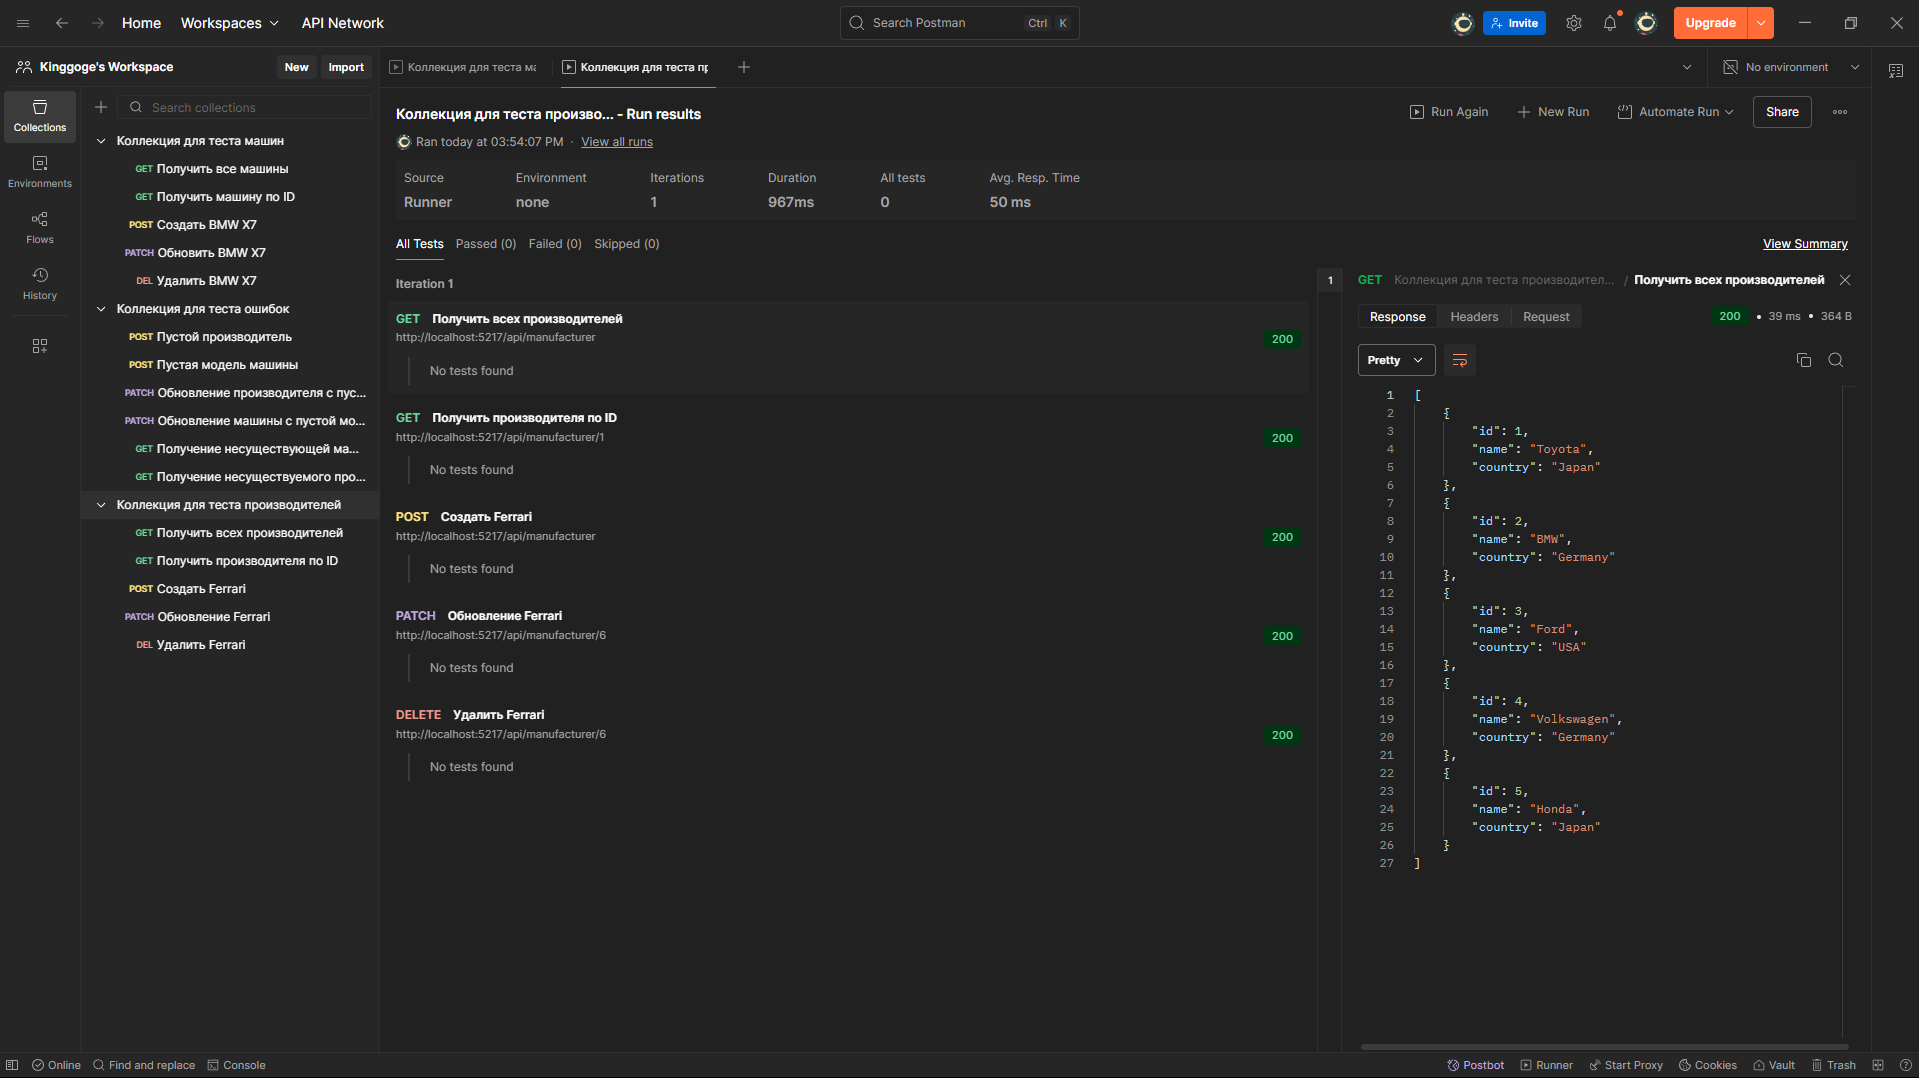 Home
Workspaces
API Network
Search Postman
Ctrl
K
Invite
Upgrade
Kinggoge's Workspace
New
Import
Коллекция для теста ма
Коллекция для теста пр
No environment
Collections
Environments
Flows
History
Search collections
Коллекция для теста машин
GET Получить все машины
GET Получить машину по ID
POST Создать BMW X7
PATCH Обновить BMW X7
DEL Удалить BMW X7
Коллекция для теста ошибок
POST Пустой производитель
POST Пустая модель машины
PATCH Обновление производителя с пус...
PATCH Обновление машины с пустой мо...
GET Получение несуществующей ма...
GET Получение несуществуемого про...
Коллекция для теста производителей
GET Получить всех производителей
GET Получить производителя по ID
POST Создать Ferrari
PATCH Обновление Ferrari
DEL Удалить Ferrari
Коллекция для теста произво... - Run results
Run Again
New Run
Automate Run
Share
Ran today at 03:54:07 PM · View all runs
Source Environment Iterations Duration All tests Avg. Resp. Time
Runner none 1 967ms 0 50 ms
All Tests Passed (0) Failed (0) Skipped (0)
View Summary
Iteration 1
GET Получить всех производителей
http://localhost:5217/api/manufacturer
200
No tests found
GET Получить производителя по ID
http://localhost:5217/api/manufacturer/1
200
No tests found
POST Создать Ferrari
http://localhost:5217/api/manufacturer
200
No tests found
PATCH Обновление Ferrari
http://localhost:5217/api/manufacturer/6
200
No tests found
DELETE Удалить Ferrari
http://localhost:5217/api/manufacturer/6
200
No tests found
1
GET Коллекция для теста производител... / Получить всех производителей
Response Headers Request
200 • 39 ms • 364 B
Pretty
1 [
2 {
3 "id": 1,
4 "name": "Toyota",
5 "country": "Japan"
6 },
7 {
8 "id": 2,
9 "name": "BMW",
10 "country": "Germany"
11 },
12 {
13 "id": 3,
14 "name": "Ford",
15 "country": "USA"
16 },
17 {
18 "id": 4,
19 "name": "Volkswagen",
20 "country": "Germany"
21 },
22 {
23 "id": 5,
24 "name": "Honda",
25 "country": "Japan"
26 }
27 ]
Online
Find and replace
Console
Postbot
Runner
Start Proxy
Cookies
Vault
Trash